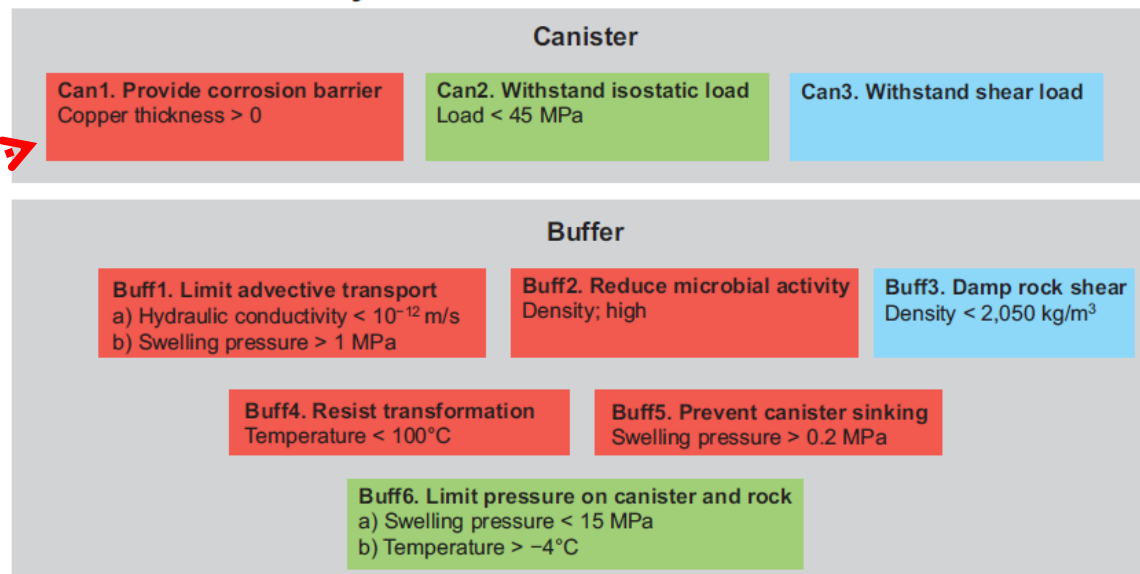 Canister
Can1. Provide corrosion barrier
Copper thickness > 0
Can2. Withstand isostatic load
Load < 45 MPa
Can3. Withstand shear load
Buffer
Buff1. Limit advective transport
a) Hydraulic conductivity < 10⁻¹² m/s
b) Swelling pressure > 1 MPa
Buff2. Reduce microbial activity
Density; high
Buff3. Damp rock shear
Density < 2,050 kg/m³
Buff4. Resist transformation
Temperature < 100°C
Buff5. Prevent canister sinking
Swelling pressure > 0.2 MPa
Buff6. Limit pressure on canister and rock
a) Swelling pressure < 15 MPa
b) Temperature > −4°C